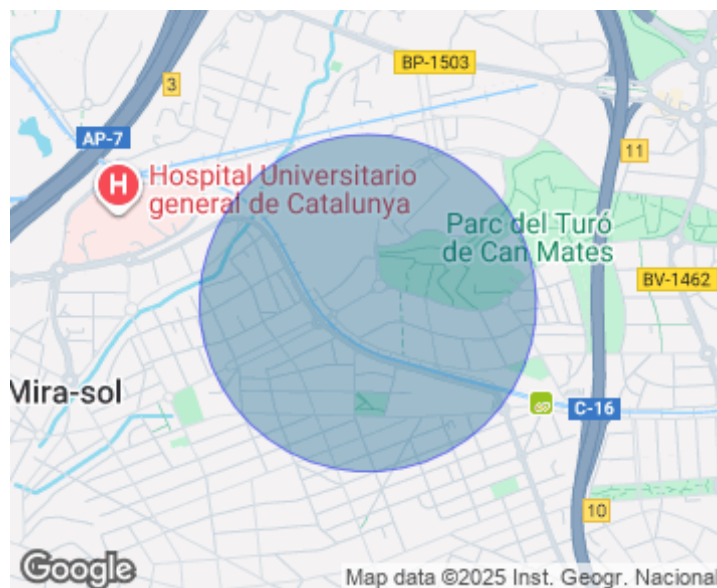 BP-1503
3
AP-7
11
H
Hospital Universitario
general de Catalunya
Parc del Turó
de Can Mates
BV-1462
Mira-sol
C-16
10
Google
Map data ©2025 Inst. Geogr. Nacional